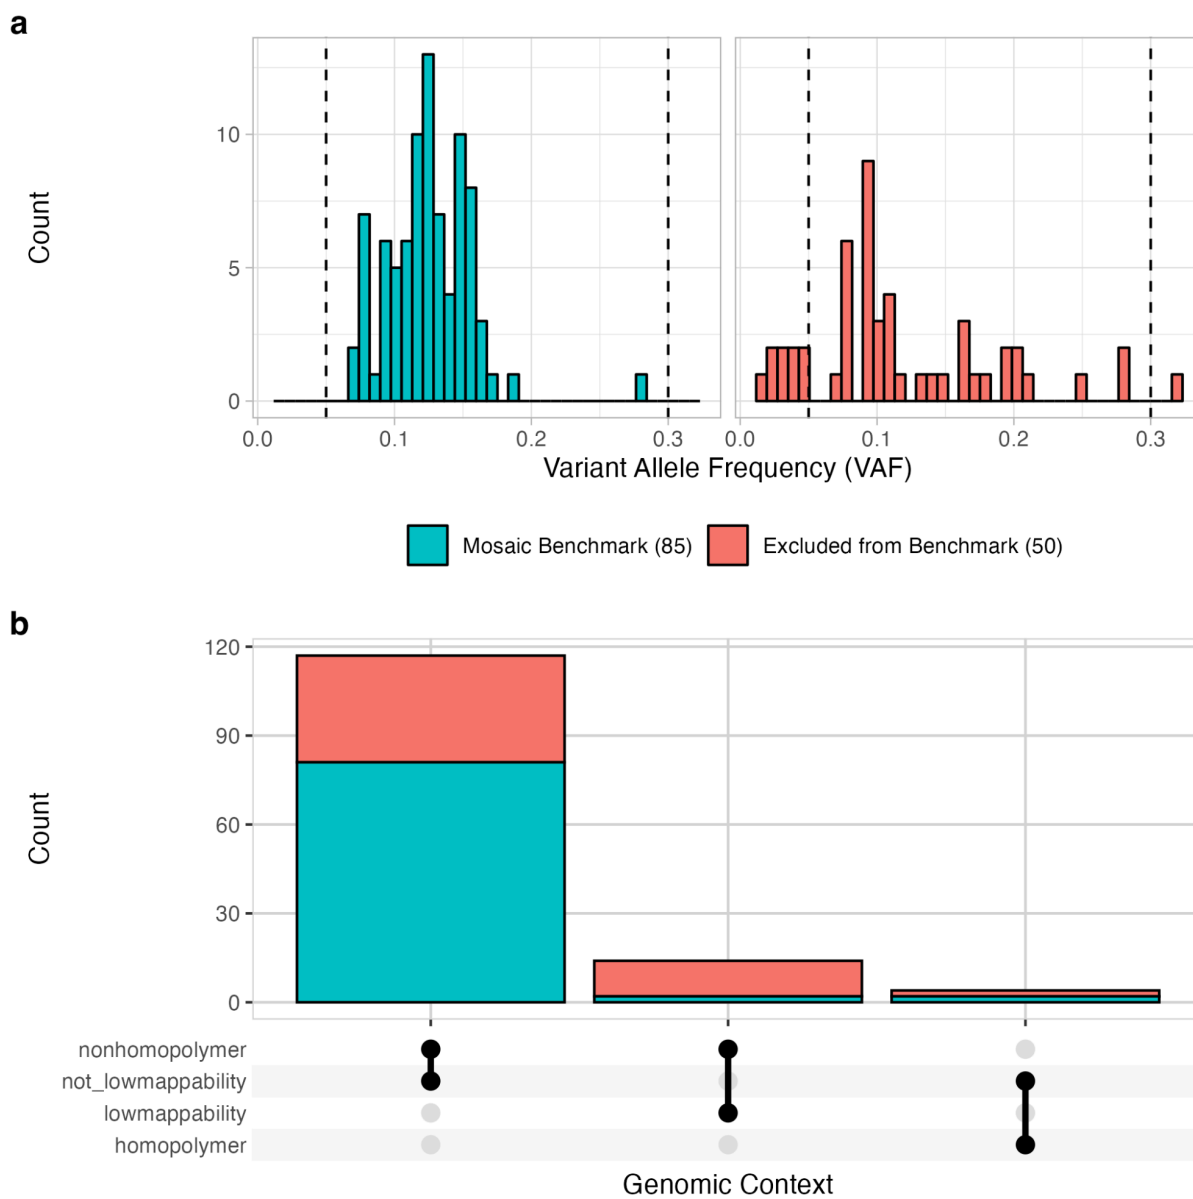 a
Count
10
5
0
0.0 0.1 0.2 0.3 0.0 0.1 0.2 0.3
Variant Allele Frequency (VAF)
Mosaic Benchmark (85) Excluded from Benchmark (50)
b
Count
120
90
60
30
0
nonhomopolymer
not_lowmappability
lowmappability
homopolymer
Genomic Context